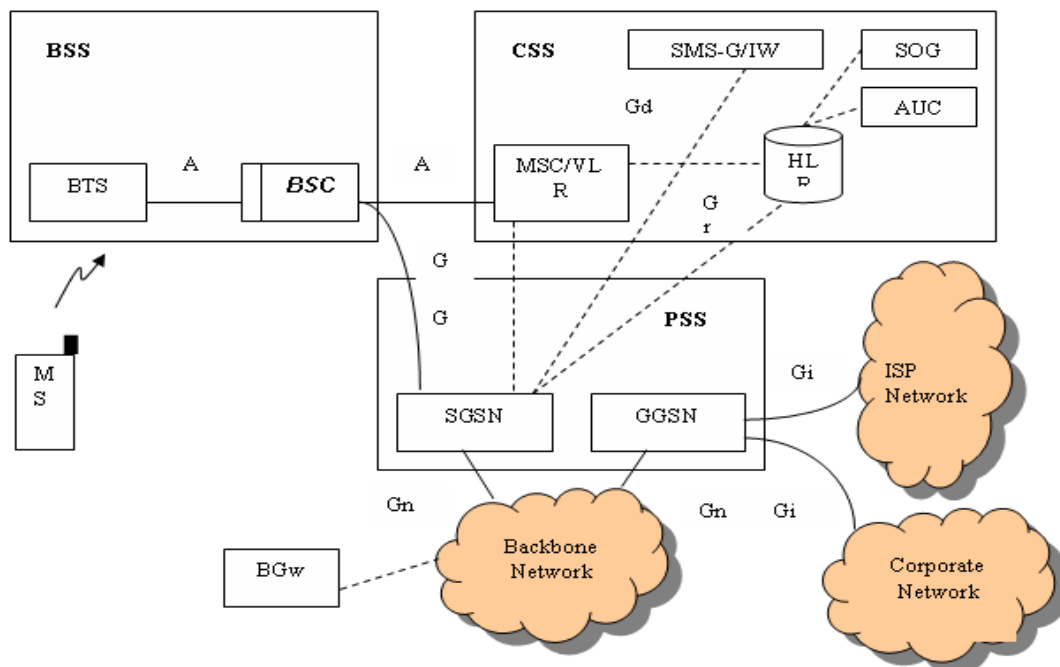 BSS
CSS
SMS-G/IW
SOG
Gd
AUC
A
A
BTS
BSC
MSC/VL
R
HL
R
G
r
G
G
PSS
M
S
Gi
ISP
Network
SGSN
GGSN
Gn
Gn
Gi
Backbone
Network
BGw
Corporate
Network